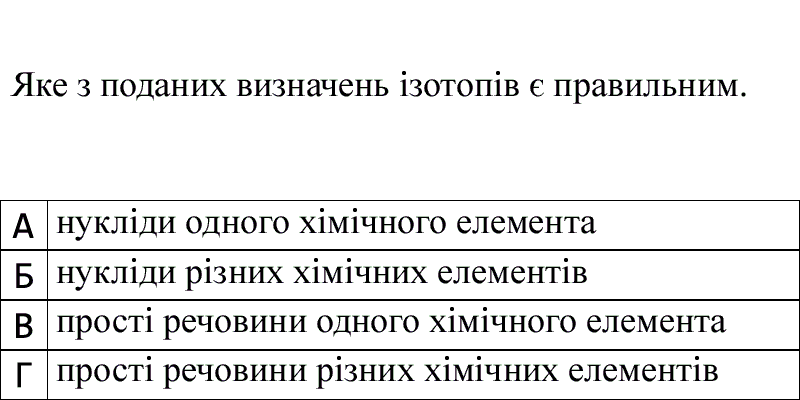 Яке з поданих визначень ізотопів є правильним.
А нукліди одного хімічного елемента
Б нукліди різних хімічних елементів
В прості речовини одного хімічного елемента
Г прості речовини різних хімічних елементів